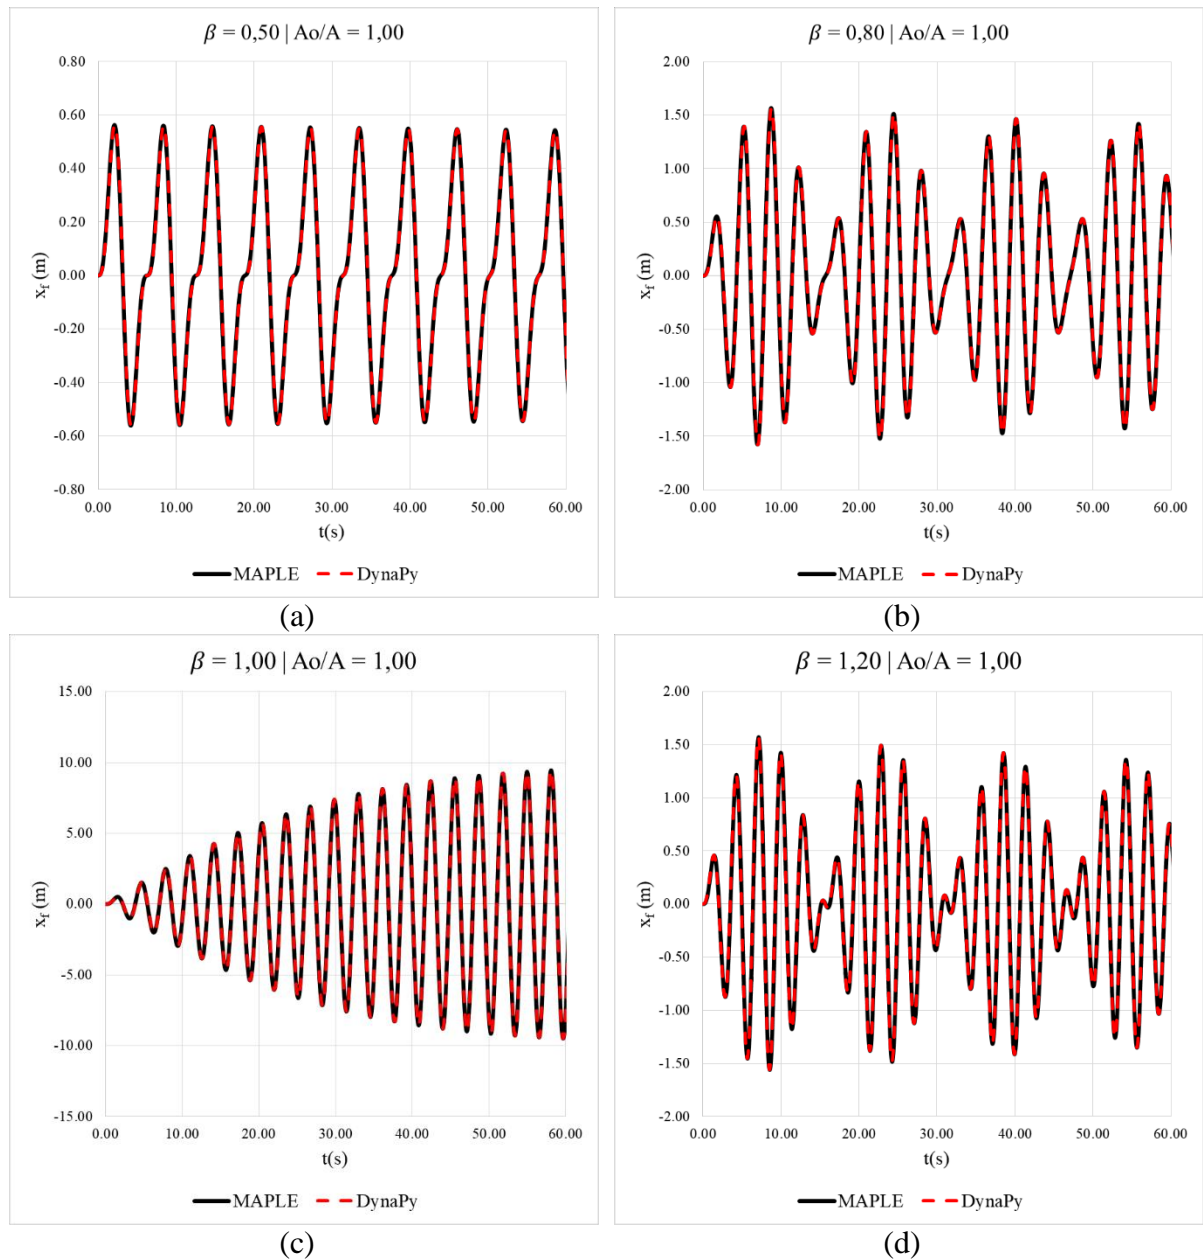 β = 0,50 | Ao/A = 1,00
0.80
0.60
0.40
0.20
0.00
-0.20
-0.40
-0.60
-0.80
x_f (m)
0.00 10.00 20.00 30.00 40.00 50.00 60.00
t(s)
MAPLE DynaPy
(a)
β = 0,80 | Ao/A = 1,00
2.00
1.50
1.00
0.50
0.00
-0.50
-1.00
-1.50
-2.00
x_f (m)
0.00 10.00 20.00 30.00 40.00 50.00 60.00
t(s)
MAPLE DynaPy
(b)
β = 1,00 | Ao/A = 1,00
15.00
10.00
5.00
0.00
-5.00
-10.00
-15.00
x_f (m)
0.00 10.00 20.00 30.00 40.00 50.00 60.00
t(s)
MAPLE DynaPy
(c)
β = 1,20 | Ao/A = 1,00
2.00
1.50
1.00
0.50
0.00
-0.50
-1.00
-1.50
-2.00
x_f (m)
0.00 10.00 20.00 30.00 40.00 50.00 60.00
t(s)
MAPLE DynaPy
(d)